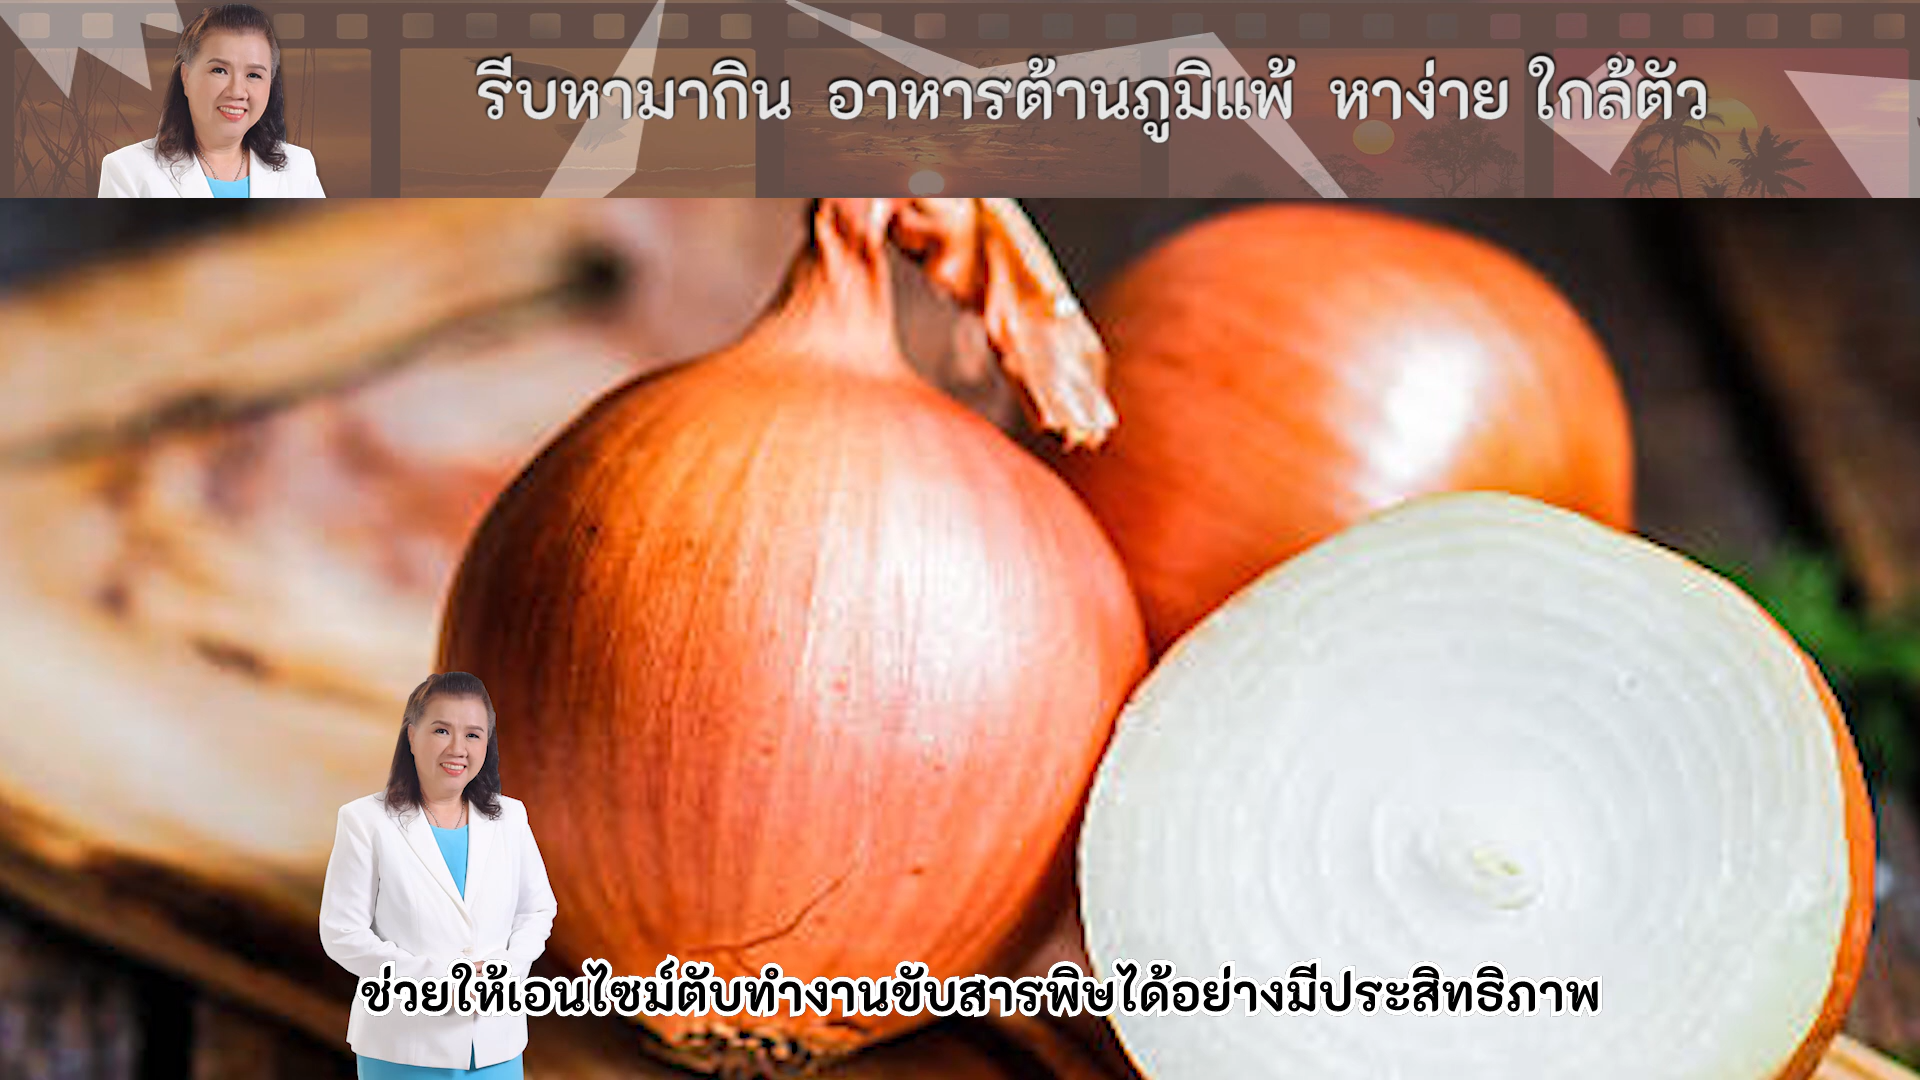 รีบหามากิน อาหารต้านภูมิแพ้ หาง่าย ใกล้ตัว
ช่วยให้เอนไซม์ตับทำงานขับสารพิษได้อย่างมีประสิทธิภาพ